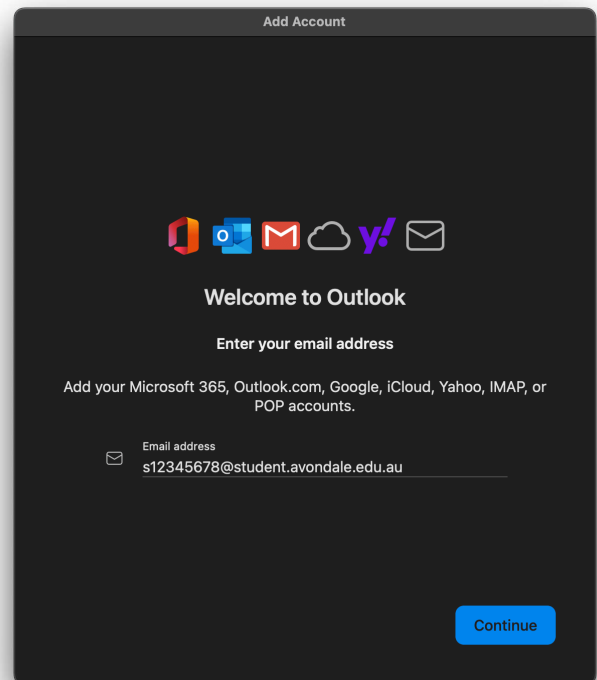 Add Account
o
y!
Welcome to Outlook
Enter your email address
Add your Microsoft 365, Outlook.com, Google, iCloud, Yahoo, IMAP, or
POP accounts.
Email address
s12345678@student.avondale.edu.au
Continue